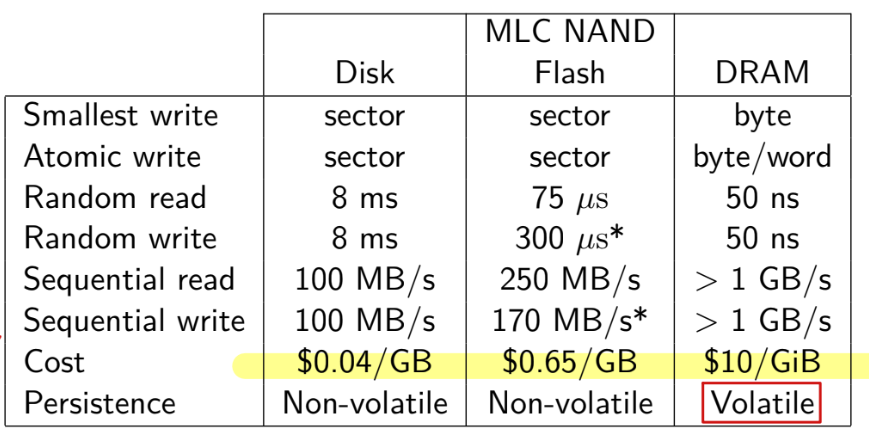 MLC NAND
Disk Flash DRAM
Smallest write sector sector byte
Atomic write sector sector byte/word
Random read 8 ms 75 μs 50 ns
Random write 8 ms 300 μs* 50 ns
Sequential read 100 MB/s 250 MB/s > 1 GB/s
Sequential write 100 MB/s 170 MB/s* > 1 GB/s
Cost $0.04/GB $0.65/GB $10/GiB
Persistence Non-volatile Non-volatile Volatile